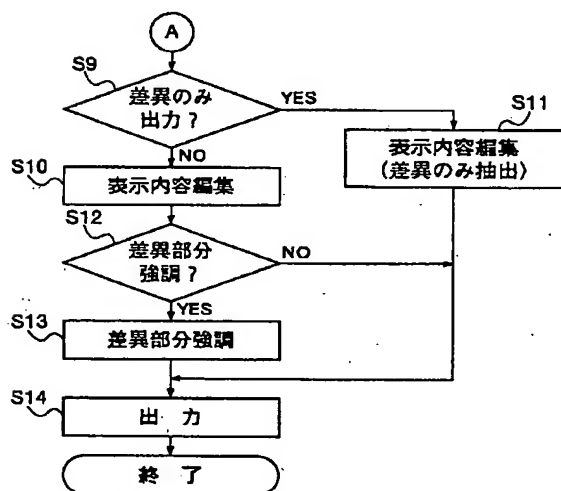 A
S9
差異のみ
出力？
YES
S11
表示内容編集
（差異のみ抽出）
NO
S10
表示内容編集
S12
差異部分
強調？
NO
YES
S13
差異部分強調
S14
出 力
終 了